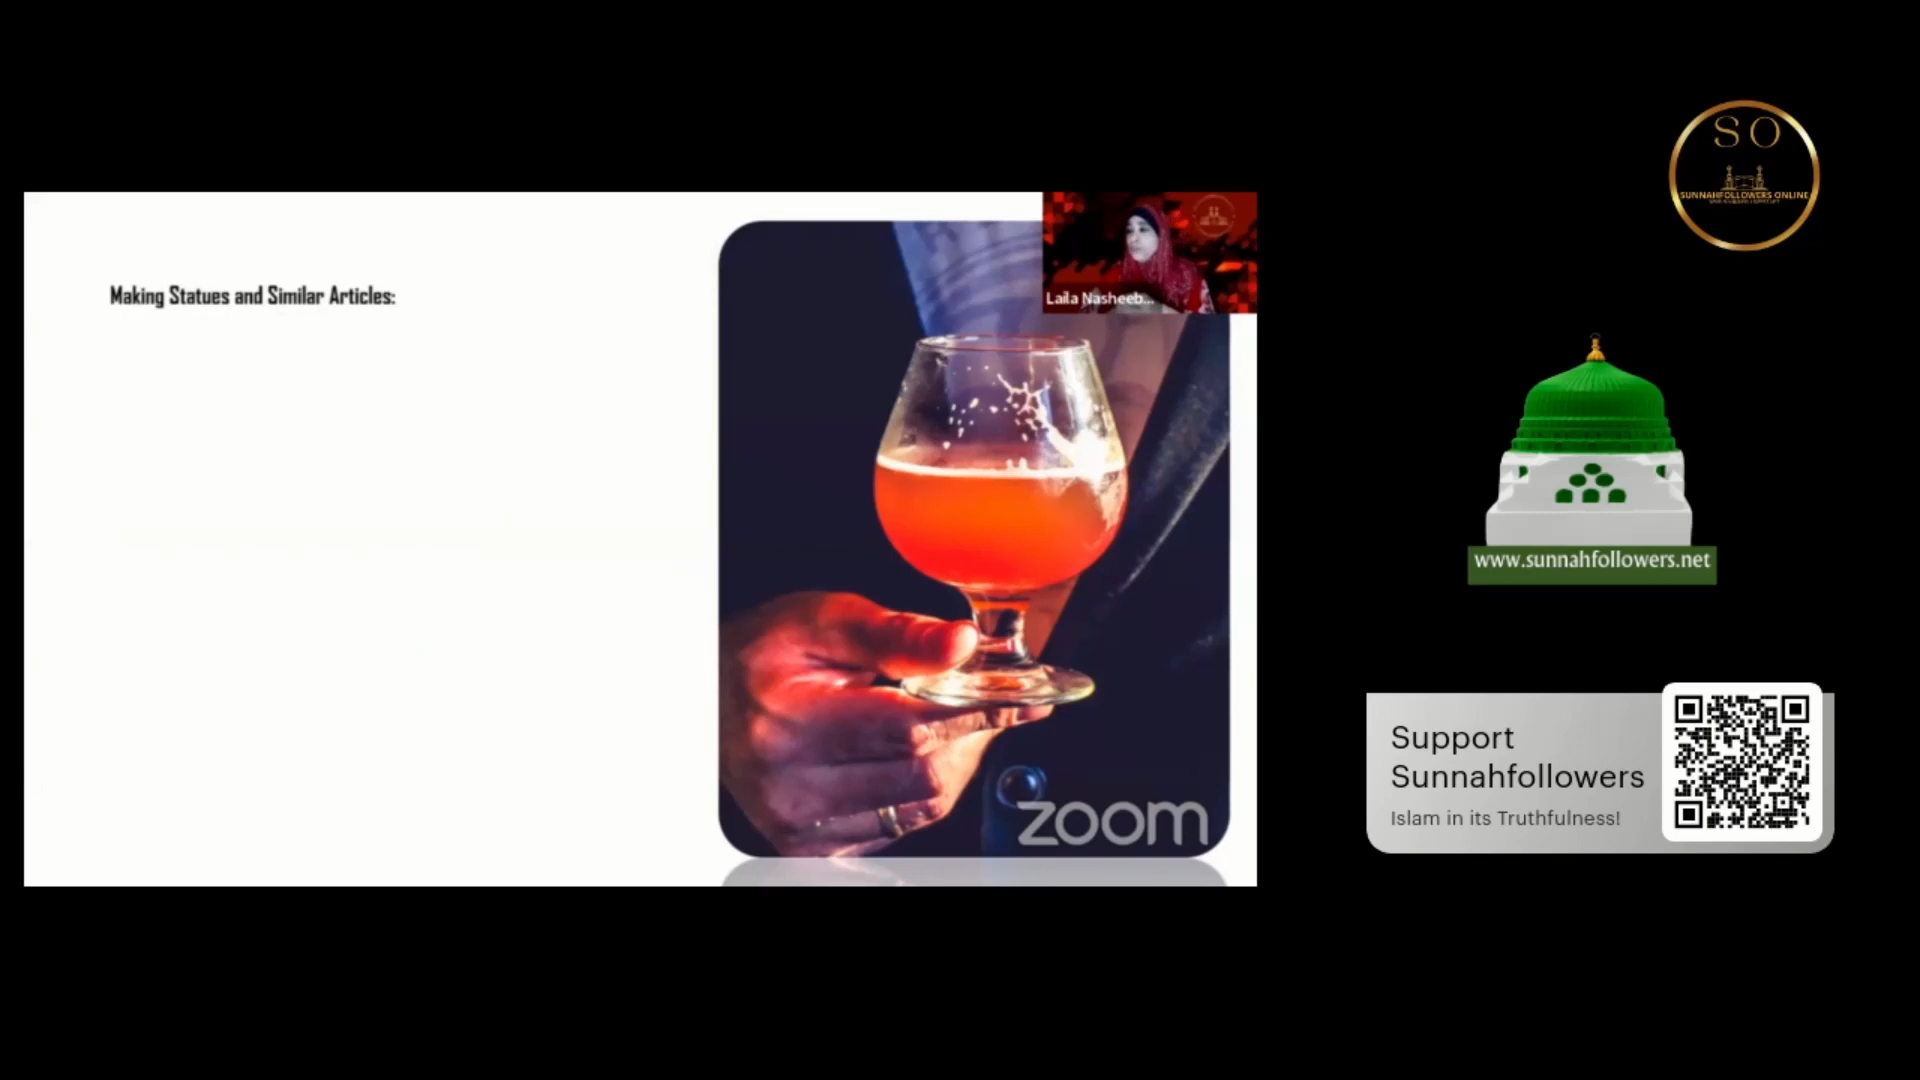 Making Statues and Similar Articles:
Laila Nasheeb...
zoom
S O
SUNNAHFOLLOWERS ONLINE
www.sunnahfollowers.net
Support
Sunnahfollowers
Islam in its Truthfulness!